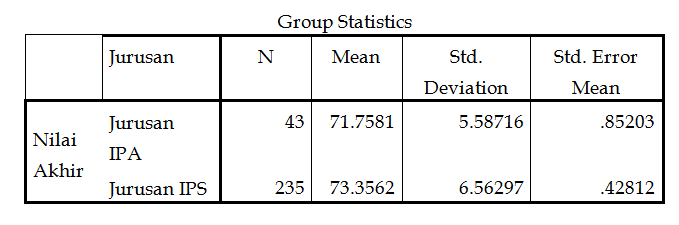 Group Statistics
Jurusan N Mean Std. Deviation Std. Error Mean
Nilai Akhir Jurusan IPA 43 71.7581 5.58716 .85203
Jurusan IPS 235 73.3562 6.56297 .42812